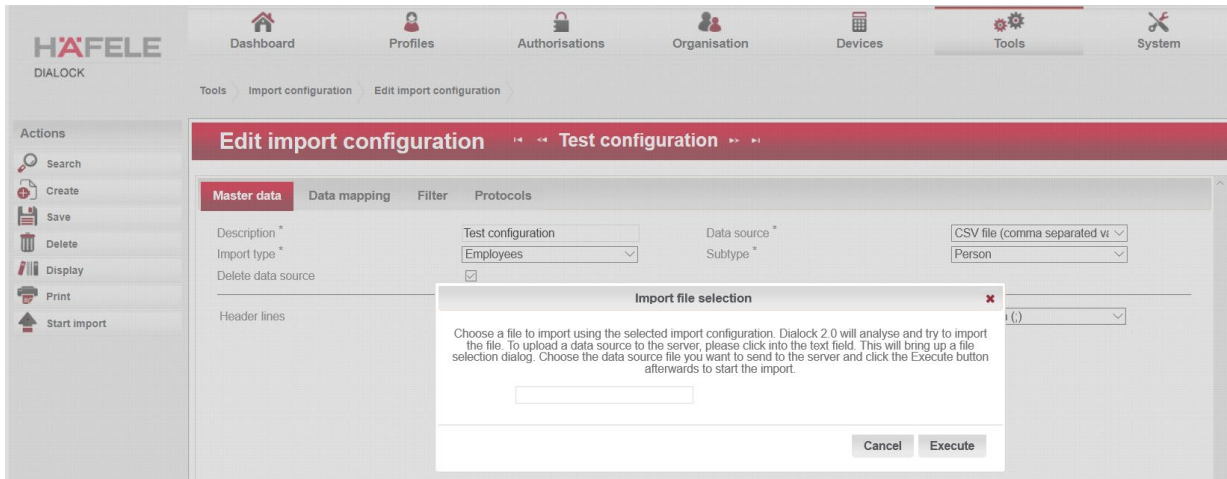 HÄFELE
DIALOCK
Dashboard
Profiles
Authorisations
Organisation
Devices
Tools
System
Tools
Import configuration
Edit import configuration
Actions
Search
Create
Save
Delete
Display
Print
Start import
Edit import configuration
Test configuration
Master data
Data mapping
Filter
Protocols
Description *
Test configuration
Data source *
CSV file (comma separated va
Import type *
Employees
Subtype *
Person
Delete data source
Header lines
(;)
Import file selection
Choose a file to import using the selected import configuration. Dialock 2.0 will analyse and try to import
the file. To upload a data source to the server, please click into the text field. This will bring up a file
selection dialog. Choose the data source file you want to send to the server and click the Execute button
afterwards to start the import.
Cancel
Execute